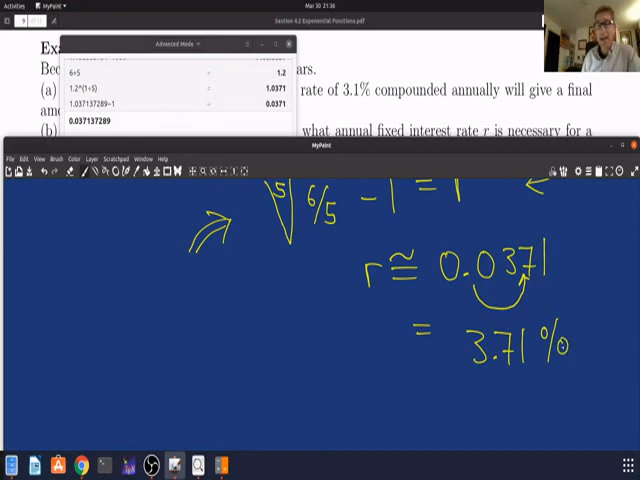 Activities MyPaint Mar 30 21:36
9 Section 4.2 Exponential Functions.pdf
Exa
Advanced Mode
Bec ars.
6÷5 = 1.2
(a) rate of 3.1% compounded annually will give a final
1.2^(1÷5) = 1.0371
1.037137289−1 = 0.0371
amo
0.037137289
(b) what annual fixed interest rate r is necessary for a
MyPaint
File Edit View Brush Color Layer Scratchpad Window Help
5√6/5 − 1 = r
r ≅ 0.0371
= 3.71 %